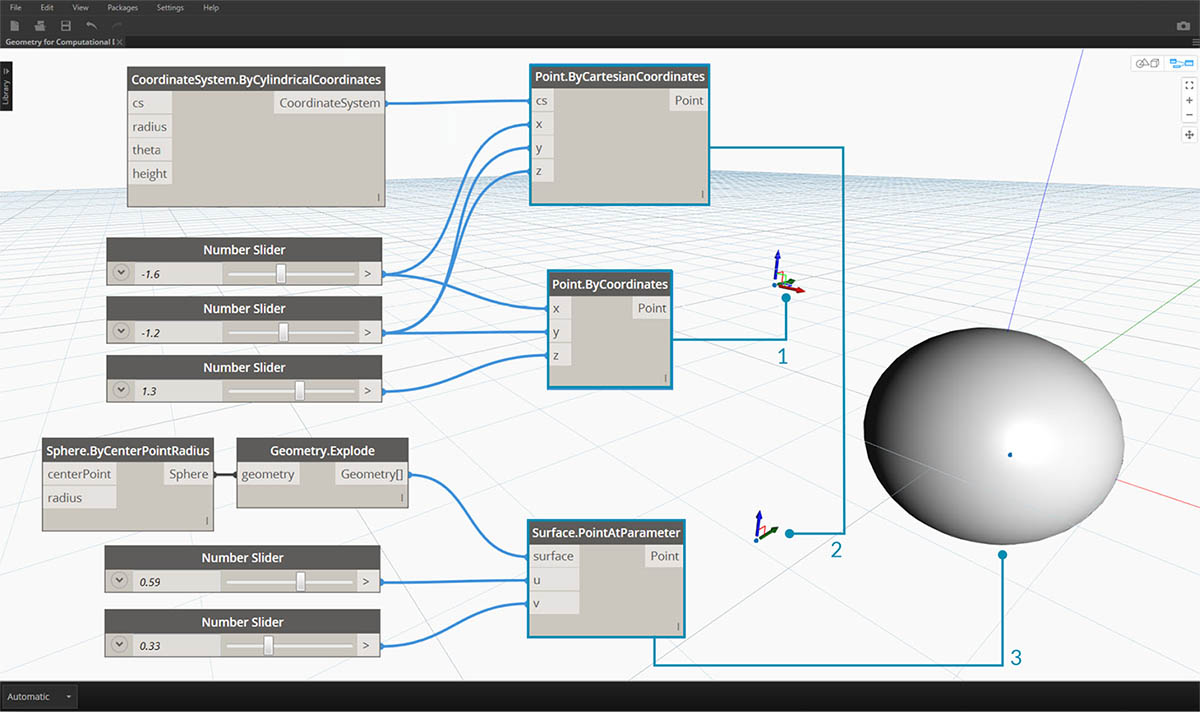 File Edit View Packages Settings Help
Geometry for Computational
Library
CoordinateSystem.ByCylindricalCoordinates
cs CoordinateSystem
radius
theta
height
Point.ByCartesianCoordinates
cs Point
x
y
z
Number Slider
-1.6 >
Number Slider
-1.2 >
Number Slider
1.3 >
Point.ByCoordinates
x Point
y
z
1
Sphere.ByCenterPointRadius
centerPoint Sphere
radius
Geometry.Explode
geometry Geometry[]
Surface.PointAtParameter
surface Point
u
v
2
Number Slider
0.59 >
Number Slider
0.33 >
3
Automatic